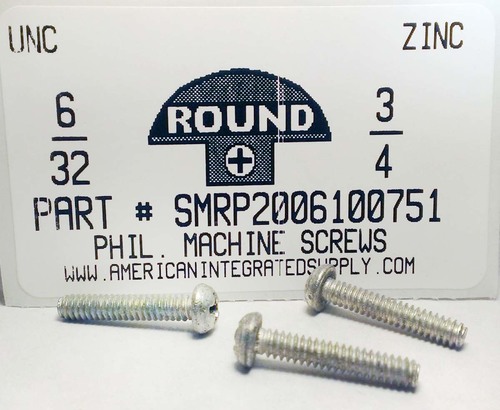 UNC
ZINC
ROUND
6
32
3
4
PART # SMRP2006100751
PHIL. MACHINE SCREWS
WWW.AMERICANINTEGRATEDSUPPLY.COM